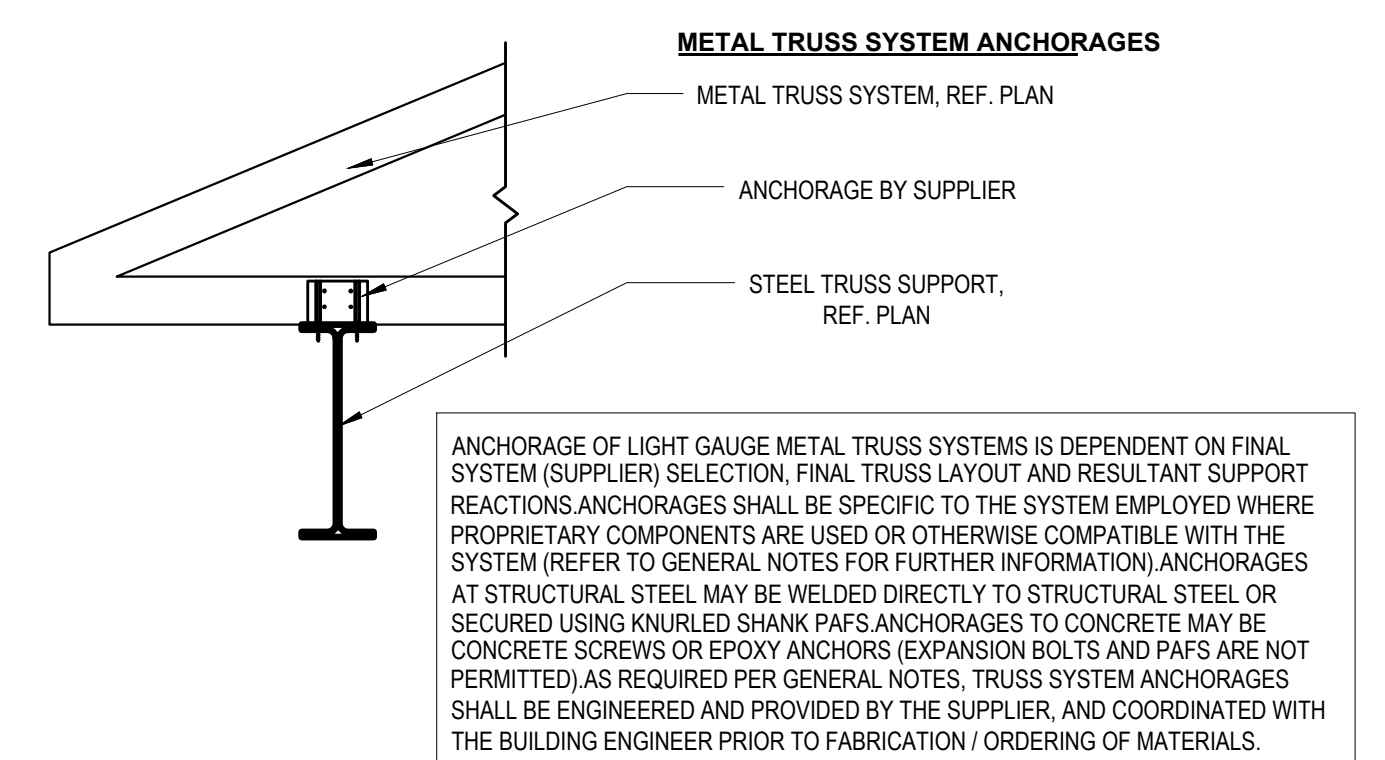 METAL TRUSS SYSTEM ANCHORAGES
METAL TRUSS SYSTEM, REF. PLAN
ANCHORAGE BY SUPPLIER
STEEL TRUSS SUPPORT,
REF. PLAN
ANCHORAGE OF LIGHT GAUGE METAL TRUSS SYSTEMS IS DEPENDENT ON FINAL
SYSTEM (SUPPLIER) SELECTION, FINAL TRUSS LAYOUT AND RESULTANT SUPPORT
REACTIONS.ANCHORAGES SHALL BE SPECIFIC TO THE SYSTEM EMPLOYED WHERE
PROPRIETARY COMPONENTS ARE USED OR OTHERWISE COMPATIBLE WITH THE
SYSTEM (REFER TO GENERAL NOTES FOR FURTHER INFORMATION).ANCHORAGES
AT STRUCTURAL STEEL MAY BE WELDED DIRECTLY TO STRUCTURAL STEEL OR
SECURED USING KNURLED SHANK PAFS.ANCHORAGES TO CONCRETE MAY BE
CONCRETE SCREWS OR EPOXY ANCHORS (EXPANSION BOLTS AND PAFS ARE NOT
PERMITTED).AS REQUIRED PER GENERAL NOTES, TRUSS SYSTEM ANCHORAGES
SHALL BE ENGINEERED AND PROVIDED BY THE SUPPLIER, AND COORDINATED WITH
THE BUILDING ENGINEER PRIOR TO FABRICATION / ORDERING OF MATERIALS.